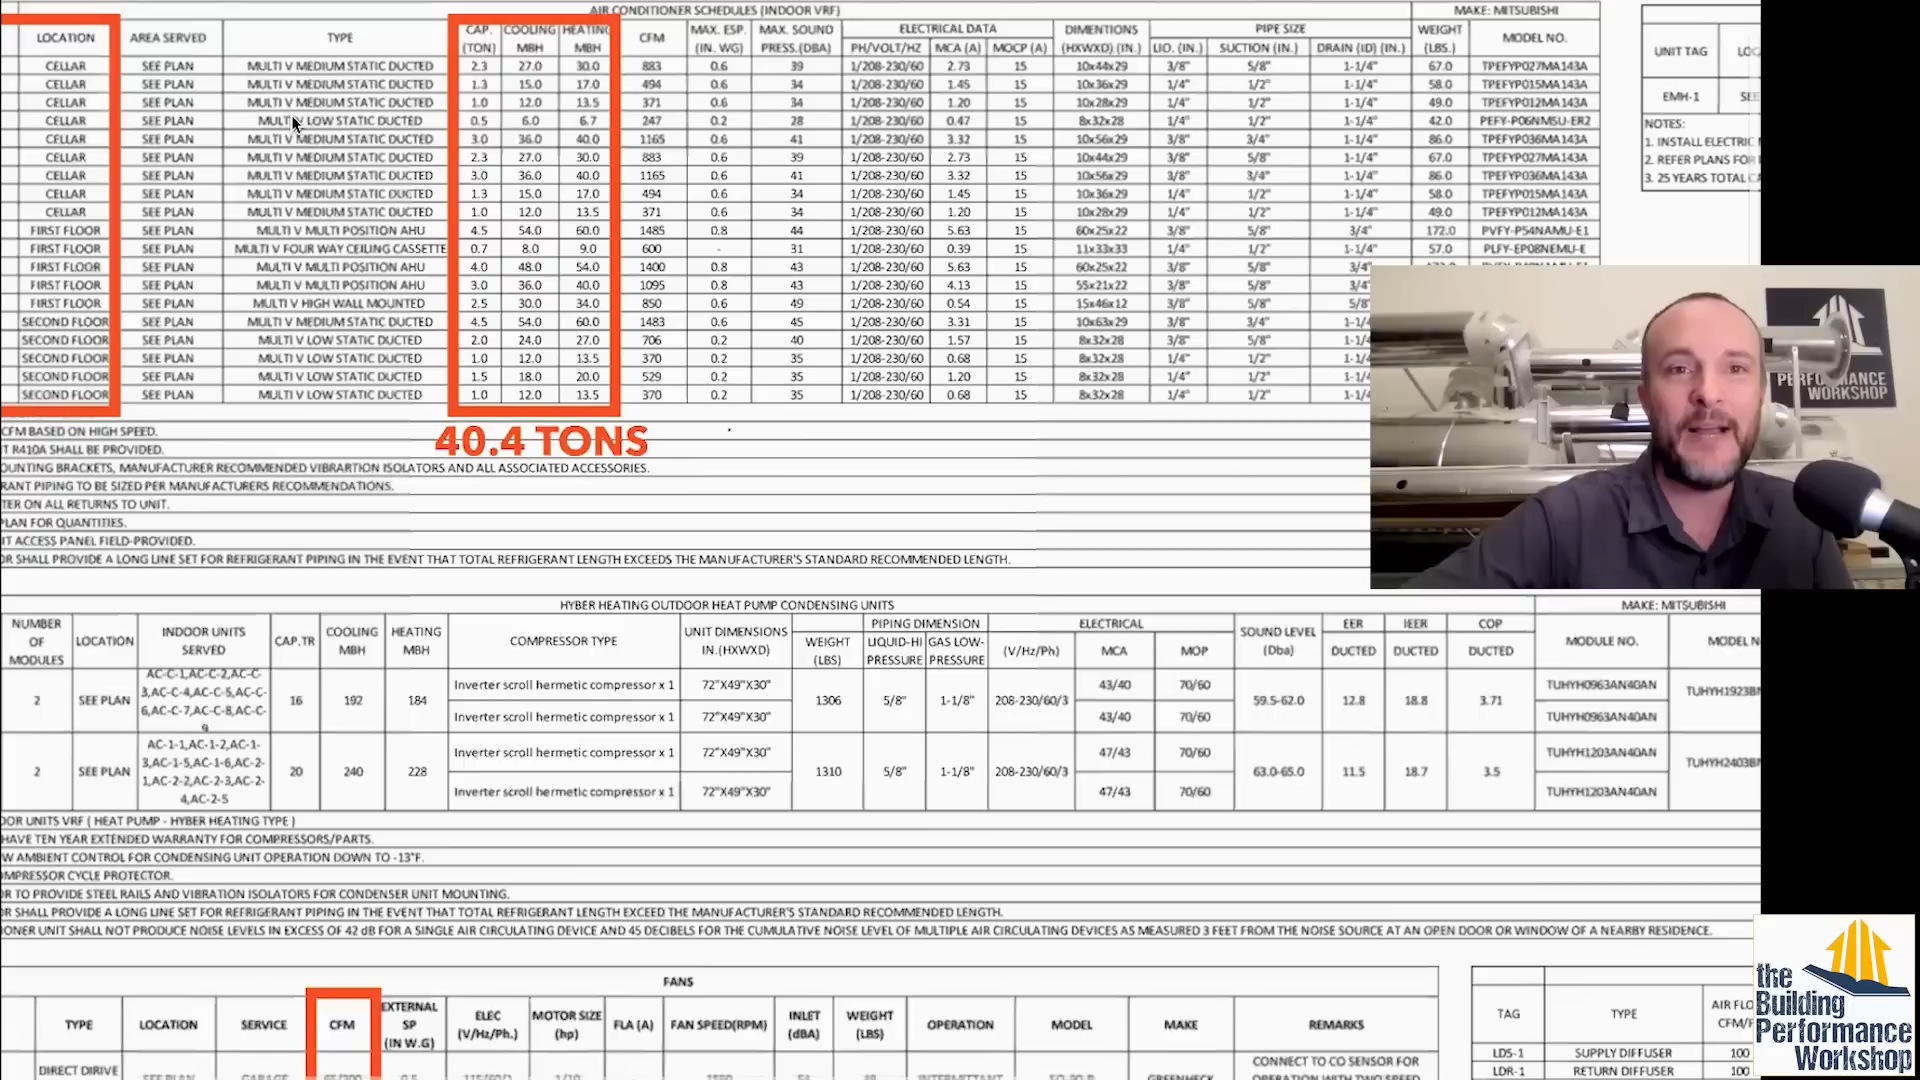 AIR CONDITIONER SCHEDULES (INDOOR VRF) MAKE: MITSUBISHI
LOCATION AREA SERVED TYPE CAP. (TON) COOLING MBH HEATING MBH CFM MAX. ESP. (IN. WG) MAX. SOUND PRESS.(DBA) ELECTRICAL DATA PH/VOLT/HZ MCA (A) MOCP (A) DIMENTIONS (HXWXD) (IN.) PIPE SIZE LIO. (IN.) SUCTION (IN.) DRAIN (ID) (IN.) WEIGHT (LBS.) MODEL NO.
CELLAR SEE PLAN MULTI V MEDIUM STATIC DUCTED 2.3 27.0 30.0 883 0.6 39 1/208-230/60 2.73 15 10x44x29 3/8" 5/8" 1-1/4" 67.0 TPEFYP027MA143A
CELLAR SEE PLAN MULTI V MEDIUM STATIC DUCTED 1.3 15.0 17.0 494 0.6 34 1/208-230/60 1.45 15 10x36x29 1/4" 1/2" 1-1/4" 58.0 TPEFYP015MA143A
CELLAR SEE PLAN MULTI V MEDIUM STATIC DUCTED 1.0 12.0 13.5 371 0.6 34 1/208-230/60 1.20 15 10x28x29 1/4" 1/2" 1-1/4" 49.0 TPEFYP012MA143A
CELLAR SEE PLAN MULTI V LOW STATIC DUCTED 0.5 6.0 6.7 247 0.2 28 1/208-230/60 0.47 15 8x32x28 1/4" 1/2" 1-1/4" 42.0 PEFY-P06NMSU-ER2
CELLAR SEE PLAN MULTI V MEDIUM STATIC DUCTED 3.0 36.0 40.0 1165 0.6 41 1/208-230/60 3.32 15 10x56x29 3/8" 3/4" 1-1/4" 86.0 TPEFYP036MA143A
CELLAR SEE PLAN MULTI V MEDIUM STATIC DUCTED 2.3 27.0 30.0 883 0.6 39 1/208-230/60 2.73 15 10x44x29 3/8" 5/8" 1-1/4" 67.0 TPEFYP027MA143A
CELLAR SEE PLAN MULTI V MEDIUM STATIC DUCTED 3.0 36.0 40.0 1165 0.6 41 1/208-230/60 3.32 15 10x56x29 3/8" 3/4" 1-1/4" 86.0 TPEFYP036MA143A
CELLAR SEE PLAN MULTI V MEDIUM STATIC DUCTED 1.3 15.0 17.0 494 0.6 34 1/208-230/60 1.45 15 10x36x29 1/4" 1/2" 1-1/4" 58.0 TPEFYP015MA143A
CELLAR SEE PLAN MULTI V MEDIUM STATIC DUCTED 1.0 12.0 13.5 371 0.6 34 1/208-230/60 1.20 15 10x28x29 1/4" 1/2" 1-1/4" 49.0 TPEFYP012MA143A
FIRST FLOOR SEE PLAN MULTI V MULTI POSITION AHU 4.5 54.0 60.0 1485 0.8 44 1/208-230/60 5.63 15 60x25x22 3/8" 5/8" 3/4" 172.0 PVFY-P54NAMU-E1
FIRST FLOOR SEE PLAN MULTI V FOUR WAY CEILING CASSETTE 0.7 8.0 9.0 600 - 31 1/208-230/60 0.39 15 11x33x33 1/4" 1/2" 1-1/4" 57.0 PLFY-EP08NEMU-E
FIRST FLOOR SEE PLAN MULTI V MULTI POSITION AHU 4.0 48.0 54.0 1400 0.8 43 1/208-230/60 5.63 15 60x25x22 3/8" 5/8" 3/4"
FIRST FLOOR SEE PLAN MULTI V MULTI POSITION AHU 3.0 36.0 40.0 1095 0.8 43 1/208-230/60 4.13 15 55x21x22 3/8" 5/8" 3/4
FIRST FLOOR SEE PLAN MULTI V HIGH WALL MOUNTED 2.5 30.0 34.0 850 0.6 49 1/208-230/60 0.54 15 15x46x12 3/8" 5/8" 5/8
SECOND FLOOR SEE PLAN MULTI V MEDIUM STATIC DUCTED 4.5 54.0 60.0 1483 0.6 45 1/208-230/60 3.31 15 10x63x29 3/8" 3/4" 1-1/4
SECOND FLOOR SEE PLAN MULTI V LOW STATIC DUCTED 2.0 24.0 27.0 706 0.2 40 1/208-230/60 1.57 15 8x32x28 3/8" 5/8" 1-1/4
SECOND FLOOR SEE PLAN MULTI V LOW STATIC DUCTED 1.0 12.0 13.5 370 0.2 35 1/208-230/60 0.68 15 8x32x28 1/4" 1/2" 1-1/4
SECOND FLOOR SEE PLAN MULTI V LOW STATIC DUCTED 1.5 18.0 20.0 529 0.2 35 1/208-230/60 1.20 15 8x32x28 1/4" 1/2" 1-1/4
SECOND FLOOR SEE PLAN MULTI V LOW STATIC DUCTED 1.0 12.0 13.5 370 0.2 35 1/208-230/60 0.68 15 8x32x28 1/4" 1/2" 1-1/4
UNIT TAG
EMH-1 SEE
NOTES:
1. INSTALL ELECTRIC
2. REFER PLANS FOR
3. 25 YEARS TOTAL
CFM BASED ON HIGH SPEED.
40.4 TONS
IT R410A SHALL BE PROVIDED.
OUNTING BRACKETS, MANUFACTURER RECOMMENDED VIBRARTION ISOLATORS AND ALL ASSOCIATED ACCESSORIES.
RANT PIPING TO BE SIZED PER MANUFACTURERS RECOMMENDATIONS.
TER ON ALL RETURNS TO UNIT.
PLAN FOR QUANTITIES.
IT ACCESS PANEL FIELD-PROVIDED.
OR SHALL PROVIDE A LONG LINE SET FOR REFRIGERANT PIPING IN THE EVENT THAT TOTAL REFRIGERANT LENGTH EXCEEDS THE MANUFACTURER'S STANDARD RECOMMENDED LENGTH.
PERFORMANCE
WORKSHOP
HYBER HEATING OUTDOOR HEAT PUMP CONDENSING UNITS MAKE: MITSUBISHI
NUMBER OF MODULES LOCATION INDOOR UNITS SERVED CAP.TR COOLING MBH HEATING MBH COMPRESSOR TYPE UNIT DIMENSIONS IN.(HXWXD) WEIGHT (LBS) PIPING DIMENSION LIQUID-HI PRESSURE GAS LOW-PRESSURE ELECTRICAL (V/Hz/Ph) MCA MOP SOUND LEVEL (Dba) EER DUCTED IEER DUCTED COP DUCTED MODULE NO. MODEL
2 SEE PLAN AC-C-1,AC-C-2,AC-C-3,AC-C-4,AC-C-5,AC-C-6,AC-C-7,AC-C-8,AC-C-9 16 192 184 Inverter scroll hermetic compressor x 1 72"X49"X30" 1306 5/8" 1-1/8" 208-230/60/3 43/40 70/60 59.5-62.0 12.8 18.8 3.71 TUHYH0963AN40AN
Inverter scroll hermetic compressor x 1 72"X49"X30" 43/40 70/60 TUHYH0963AN40AN
2 SEE PLAN AC-1-1,AC-1-2,AC-1-3,AC-1-5,AC-1-6,AC-2-1,AC-2-2,AC-2-3,AC-2-4,AC-2-5 20 240 228 Inverter scroll hermetic compressor x 1 72"X49"X30" 1310 5/8" 1-1/8" 208-230/60/3 47/43 70/60 63.0-65.0 11.5 18.7 3.5 TUHYH1203AN40AN
Inverter scroll hermetic compressor x 1 72"X49"X30" 47/43 70/60 TUHYH1203AN40AN
OOR UNITS VRF ( HEAT PUMP - HYBER HEATING TYPE )
HAVE TEN YEAR EXTENDED WARRANTY FOR COMPRESSORS/PARTS.
W AMBIENT CONTROL FOR CONDENSING UNIT OPERATION DOWN TO -13°F.
OMPRESSOR CYCLE PROTECTOR.
OR TO PROVIDE STEEL RAILS AND VIBRATION ISOLATORS FOR CONDENSER UNIT MOUNTING.
OR SHALL PROVIDE A LONG LINE SET FOR REFRIGERANT PIPING IN THE EVENT THAT TOTAL REFRIGERANT LENGTH EXCEED THE MANUFACTURER'S STANDARD RECOMMENDED LENGTH.
IONER UNIT SHALL NOT PRODUCE NOISE LEVELS IN EXCESS OF 42 dB FOR A SINGLE AIR CIRCULATING DEVICE AND 45 DECIBELS FOR THE CUMULATIVE NOISE LEVEL OF MULTIPLE AIR CIRCULATING DEVICES AS MEASURED 3 FEET FROM THE NOISE SOURCE AT AN OPEN DOOR OR WINDOW OF A NEARBY RESIDENCE.
FANS
TYPE LOCATION SERVICE CFM EXTERNAL SP (IN W.G) ELEC (V/Hz/Ph.) MOTOR SIZE (hp) FLA (A) FAN SPEED(RPM) INLET (dBA) WEIGHT (LBS) OPERATION MODEL MAKE REMARKS
DIRECT DIRIVE CONNECT TO CO SENSOR FOR
TAG TYPE AIR FLO CFM/F
LDS-1 SUPPLY DIFFUSER 100
LDR-1 RETURN DIFFUSER 100
the
Building
Performance
Workshop